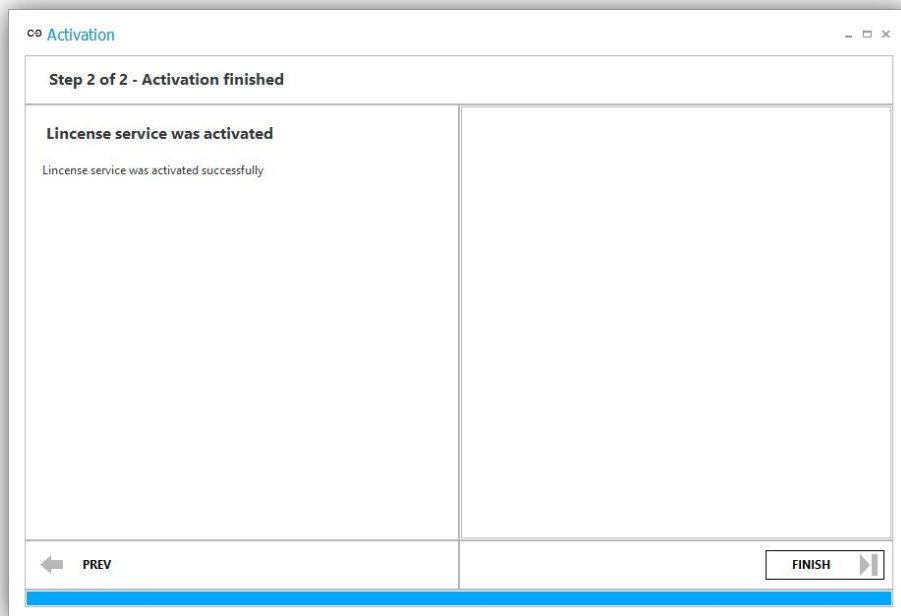 Activation
Step 2 of 2 - Activation finished
Lincense service was activated
Lincense service was activated successfully
PREV
FINISH